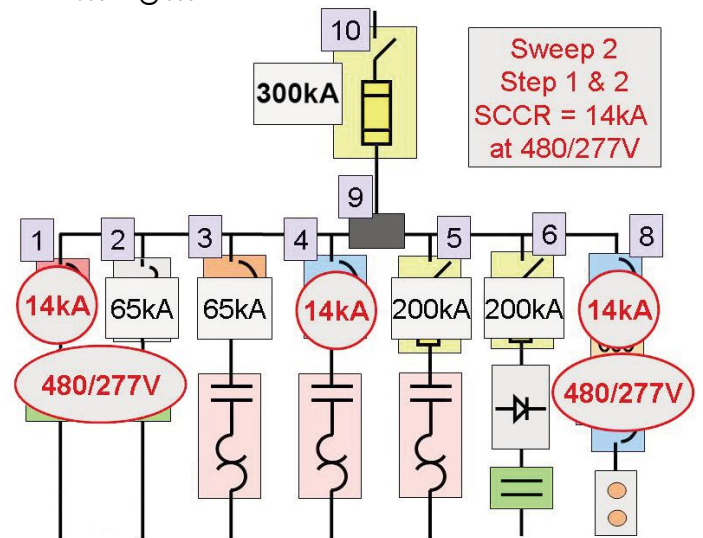 10
300kA
Sweep 2
Step 1 & 2
SCCR = 14kA
at 480/277V
9
1
2
3
4
5
6
8
14kA
65kA
65kA
14kA
200kA
200kA
14kA
480/277V
480/277V